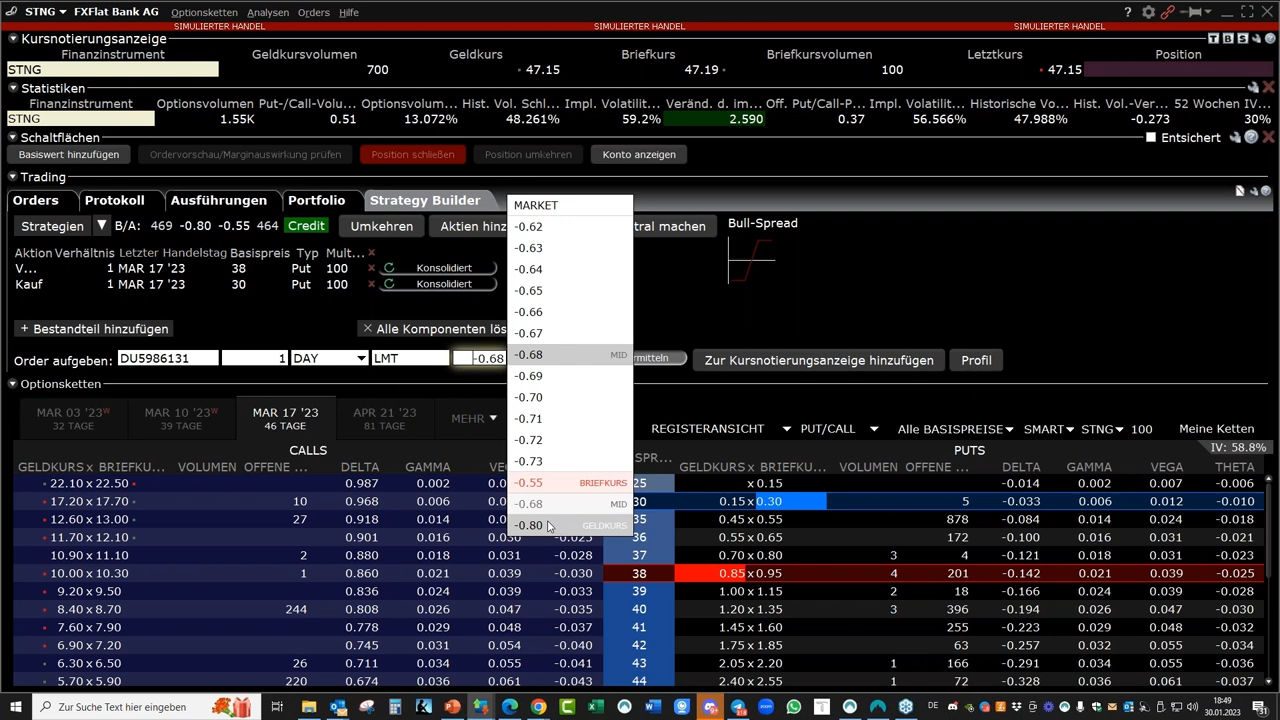 STNG FXFlat Bank AG Optionsketten Analysen Orders Hilfe ?
SIMULIERTER HANDEL SIMULIERTER HANDEL SIMULIERTER HANDEL
Kursnotierungsanzeige T B S
Finanzinstrument Geldkursvolumen Geldkurs Briefkurs Briefkursvolumen Letztkurs Position
STNG 700 47.15 47.19 100 47.15
Statistiken
Finanzinstrument Optionsvolumen Put-/Call-Volu... Optionsvolum... Hist. Vol. Schl... Impl. Volatilit... Veränd. d. im... Off. Put/Call-P... Impl. Volatilit... Historische Vo... Hist. Vol.-Ver... 52 Wochen IV...
STNG 1.55K 0.51 13.072% 48.261% 59.2% 2.590 0.37 56.566% 47.988% -0.273 30%
Schaltflächen Entsichert
Basiswert hinzufügen Ordervorschau/Marginauswirkung prüfen Position schließen Position umkehren Konto anzeigen
Trading
Orders Protokoll Ausführungen Portfolio Strategy Builder MARKET
Strategien B/A: 469 -0.80 -0.55 464 Credit Umkehren Aktien hinz -0.62 tral machen Bull-Spread
-0.63
Aktion Verhältnis Letzter Handelstag Basispreis Typ Mult...
V... 1 MAR 17 '23 38 Put 100 Konsolidiert -0.64
Kauf 1 MAR 17 '23 30 Put 100 Konsolidiert -0.65
-0.66
+ Bestandteil hinzufügen Alle Komponenten lös -0.67
Order aufgeben: DU5986131 1 DAY LMT -0.68 -0.68 MID rmitteln Zur Kursnotierungsanzeige hinzufügen Profil
-0.69
Optionsketten
-0.70
-0.71
-0.72
-0.73
-0.55 BRIEFKURS
-0.68 MID
-0.80 GELDKURS
MAR 03 '23W MAR 10 '23W MAR 17 '23 APR 21 '23 MEHR REGISTERANSICHT PUT/CALL Alle BASISPREISE SMART STNG 100 Meine Ketten
32 TAGE 39 TAGE 46 TAGE 81 TAGE
CALLS PUTS IV: 58.8%
GELDKURS x BRIEFKU... VOLUMEN OFFENE ... DELTA GAMMA VEG SPR... GELDKURS x BRIEFKU... VOLUMEN OFFENE ... DELTA GAMMA VEGA THETA
22.10 x 22.50 0.987 0.002 25 x 0.15 -0.014 0.002 0.007 -0.006
17.20 x 17.70 10 0.968 0.006 30 0.15 x 0.30 5 -0.033 0.006 0.012 -0.010
12.60 x 13.00 27 0.916 0.014 35 0.45 x 0.55 878 -0.084 0.014 0.026 -0.019
11.70 x 12.10 0.901 0.016 36 0.55 x 0.65 172 -0.100 0.016 0.030 -0.021
10.90 x 11.10 2 0.880 0.018 0.031 -0.028 37 0.70 x 0.80 3 4 -0.121 0.018 0.034 -0.023
10.00 x 10.30 1 0.860 0.021 0.039 -0.030 38 0.85 x 0.95 4 201 -0.142 0.021 0.039 -0.025
9.20 x 9.50 0.836 0.024 0.039 -0.033 39 1.00 x 1.15 2 18 -0.166 0.024 0.043 -0.028
8.40 x 8.70 244 0.808 0.026 0.047 -0.035 40 1.20 x 1.35 3 396 -0.194 0.026 0.047 -0.030
7.60 x 7.90 0.778 0.029 0.048 -0.037 41 1.45 x 1.60 223 -0.225 0.029 0.051 -0.032
6.90 x 7.20 0.745 0.031 0.054 -0.039 42 1.75 x 1.85 63 -0.257 0.032 0.055 -0.033
6.30 x 6.50 26 0.711 0.034 0.055 -0.041 43 2.05 x 2.20 1 166 -0.291 0.034 0.058 -0.034
5.70 x 5.90 220 0.674 0.036 0.060 -0.042 44 2.40 x 2.55 1 72 -0.328 0.036 0.061 -0.035
Zur Suche Text hier eingeben DE 18:49
30.01.2023